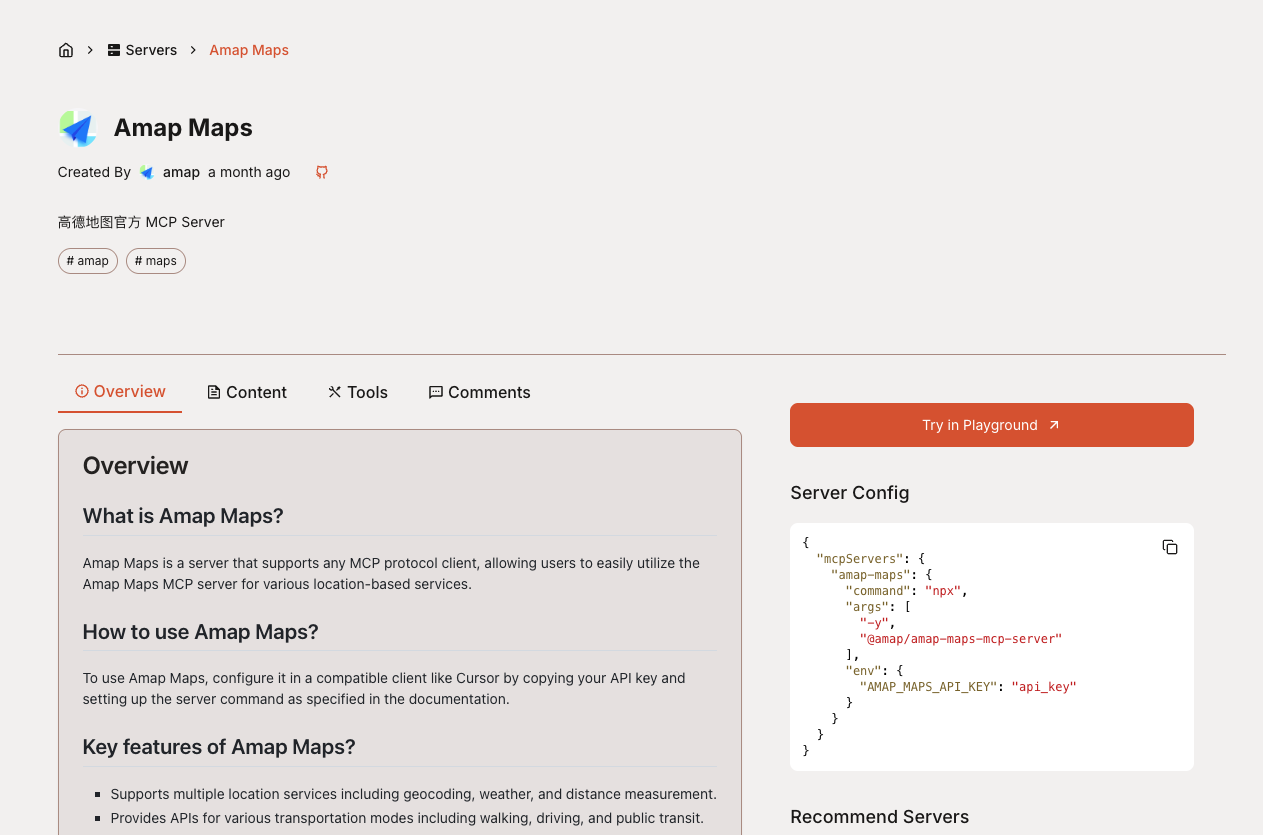 Servers
Amap Maps
Amap Maps
Created By amap a month ago
高德地图官方 MCP Server
# amap
# maps
Overview
Content
Tools
Comments
Overview
What is Amap Maps?
Amap Maps is a server that supports any MCP protocol client, allowing users to easily utilize the
Amap Maps MCP server for various location-based services.
How to use Amap Maps?
To use Amap Maps, configure it in a compatible client like Cursor by copying your API key and
setting up the server command as specified in the documentation.
Key features of Amap Maps?
Supports multiple location services including geocoding, weather, and distance measurement.
Provides APIs for various transportation modes including walking, driving, and public transit.
Try in Playground
Server Config
{
  "mcpServers": {
    "amap-maps": {
      "command": "npx",
      "args": [
        "-y",
        "@amap/amap-maps-mcp-server"
      ],
      "env": {
        "AMAP_MAPS_API_KEY": "api_key"
      }
    }
  }
}
Recommend Servers